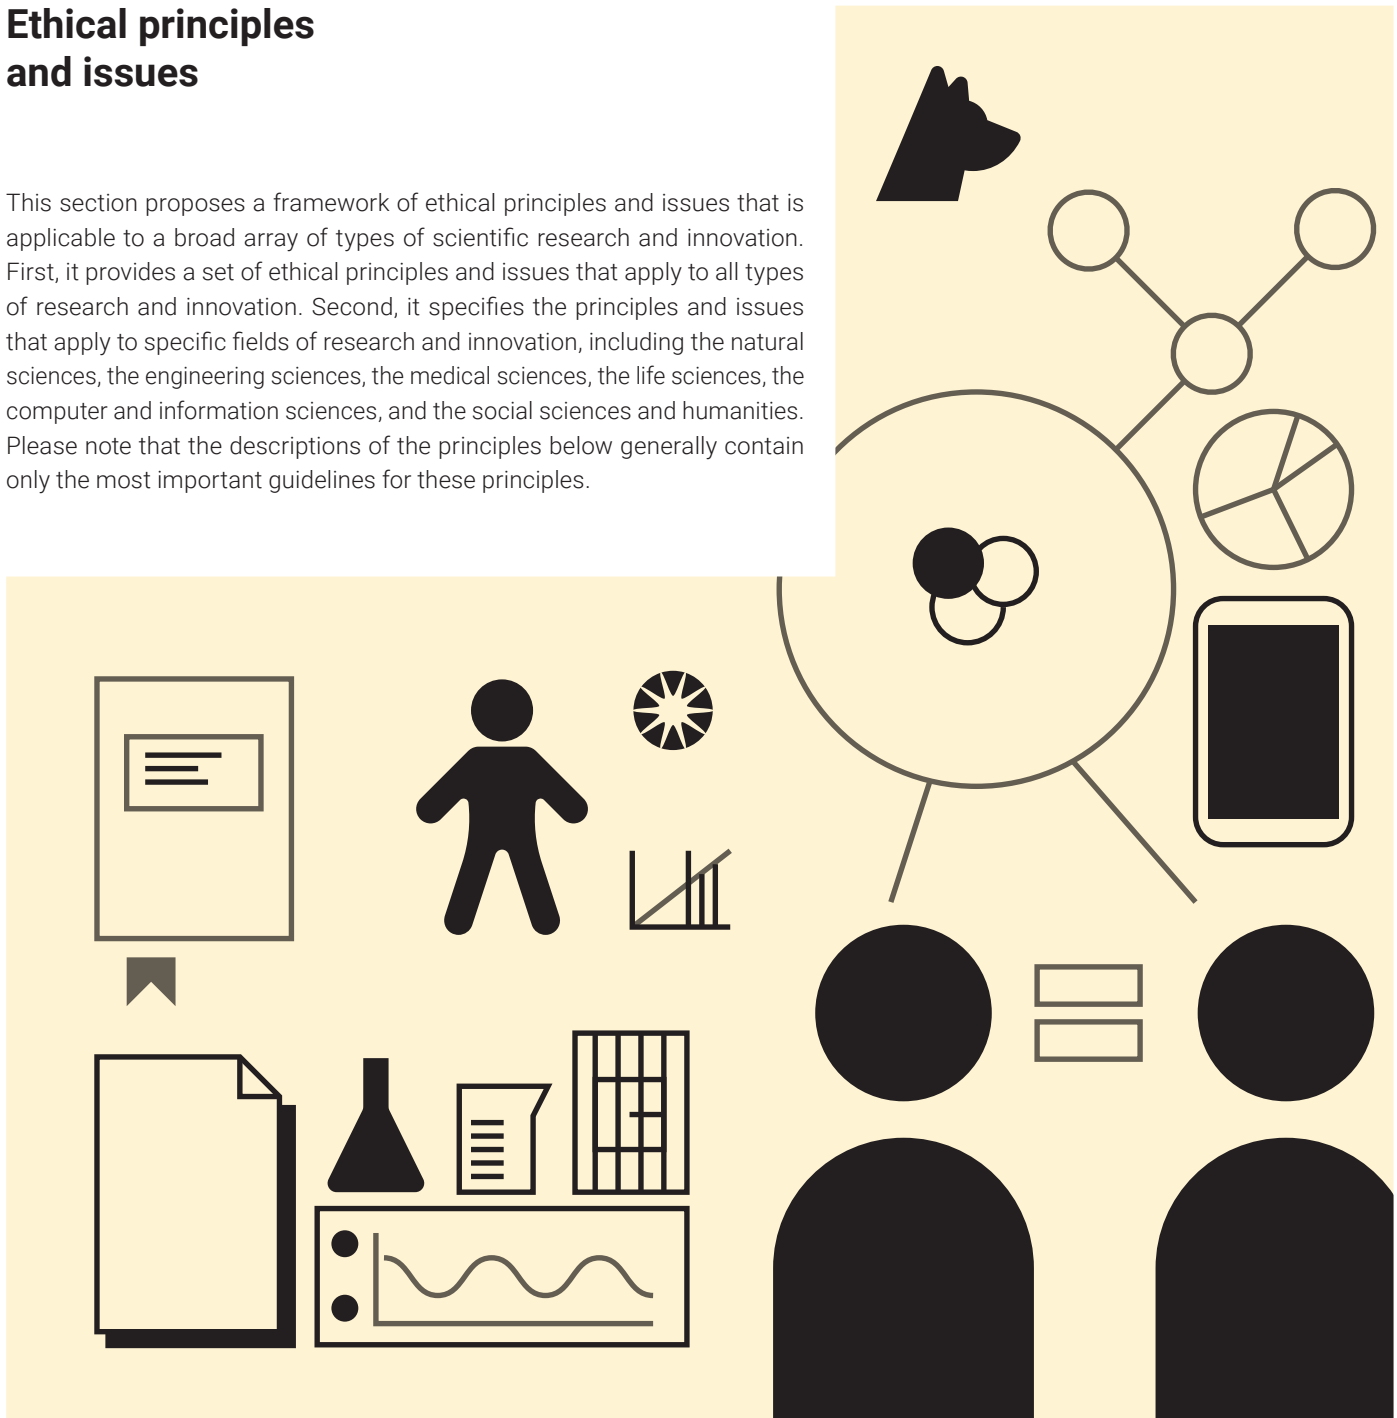 Ethical principles
and issues
This section proposes a framework of ethical principles and issues that is
applicable to a broad array of types of scientific research and innovation.
First, it provides a set of ethical principles and issues that apply to all types
of research and innovation. Second, it specifies the principles and issues
that apply to specific fields of research and innovation, including the natural
sciences, the engineering sciences, the medical sciences, the life sciences, the
computer and information sciences, and the social sciences and humanities.
Please note that the descriptions of the principles below generally contain
only the most important guidelines for these principles.